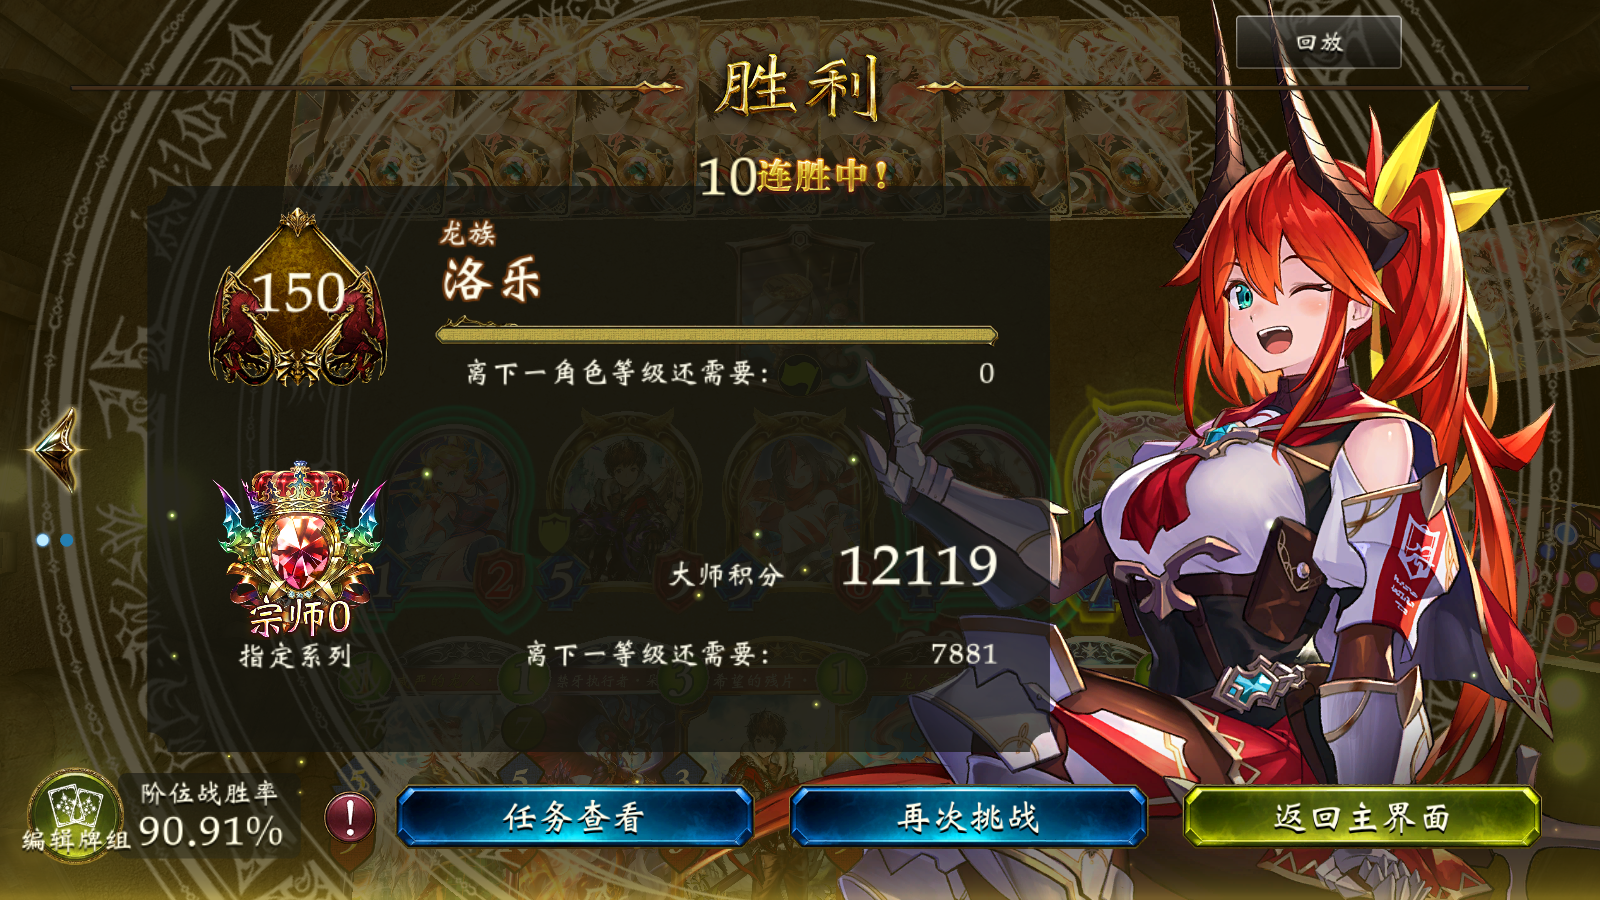 回放
胜利
10连胜中!
150
龙族
洛乐
离下一角色等级还需要: 0
宗师0
指定系列
大师积分 12119
离下一等级还需要: 7881
编辑牌组
阶位战胜率
90.91%
!
任务查看
再次挑战
返回主界面